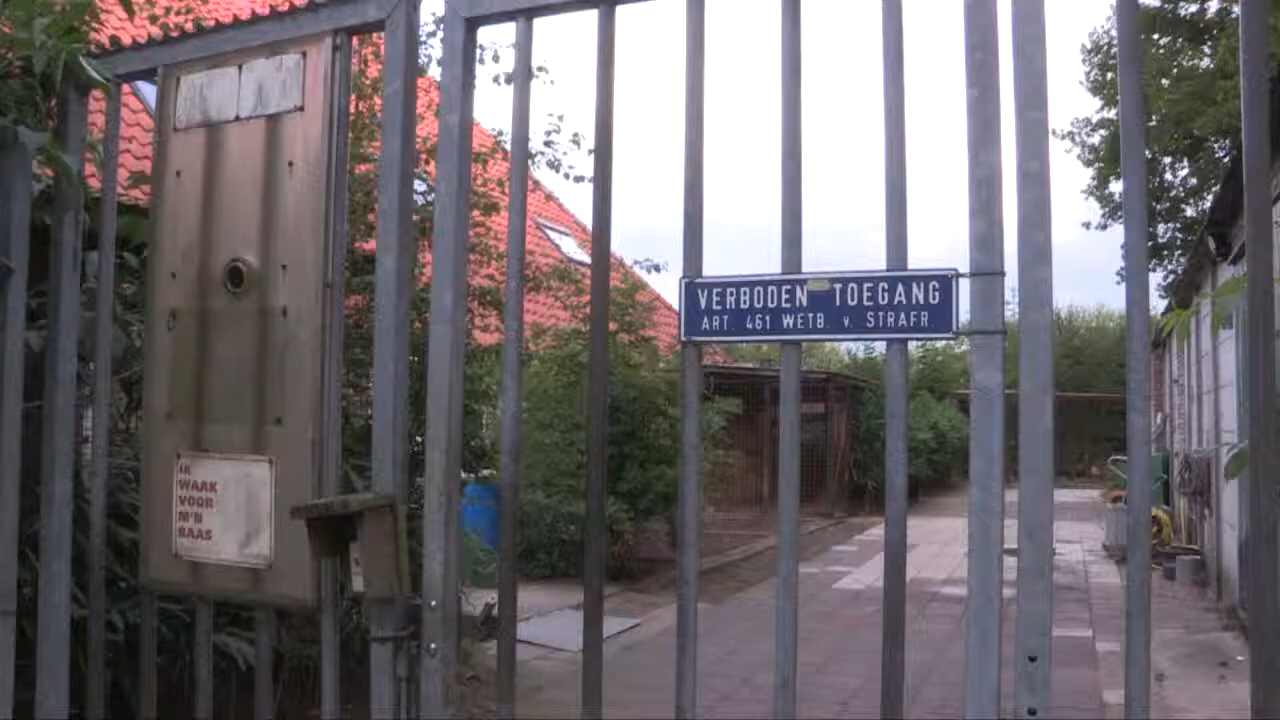 VERBODEN TOEGANG
ART. 461 WETB. v. STRAFR.
IK
WAAK
VOOR
M'N
BAAS